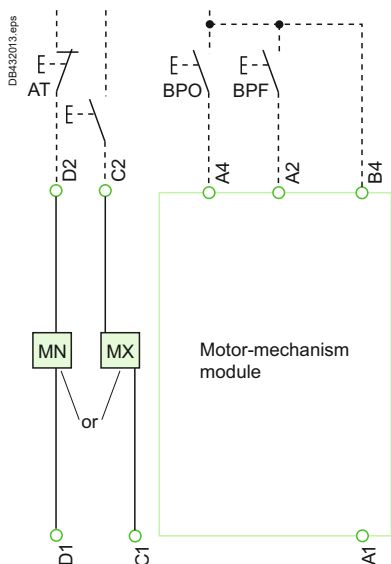 DB432013.eps
E
AT
E
E
BPO
E
BPF
D2
C2
A4
A2
B4
MN
MX
or
Motor-mechanism
module
D1
C1
A1